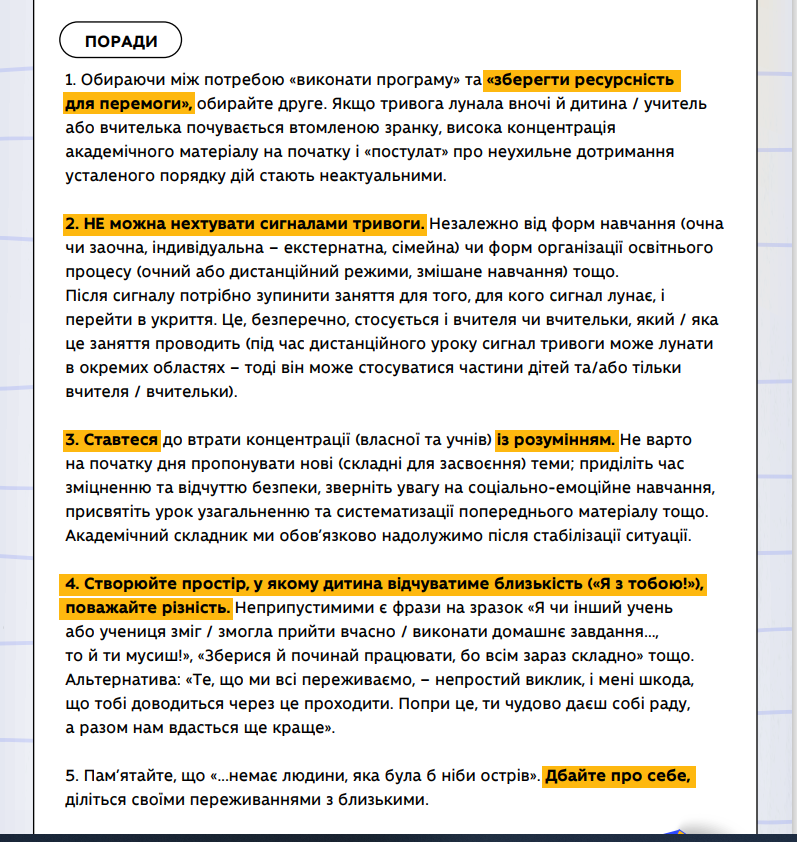 ПОРАДИ
1. Обираючи між потребою «виконати програму» та «зберегти ресурсність
для перемоги», обирайте друге. Якщо тривога лунала вночі й дитина / учитель
або вчителька почувається втомленою зранку, висока концентрація
академічного матеріалу на початку і «постулат» про неухильне дотримання
усталеного порядку дій стають неактуальними.
2. НЕ можна нехтувати сигналами тривоги. Незалежно від форм навчання (очна
чи заочна, індивідуальна – екстернатна, сімейна) чи форм організації освітнього
процесу (очний або дистанційний режими, змішане навчання) тощо.
Після сигналу потрібно зупинити заняття для того, для кого сигнал лунає, і
перейти в укриття. Це, безперечно, стосується і вчителя чи вчительки, який / яка
це заняття проводить (під час дистанційного уроку сигнал тривоги може лунати
в окремих областях – тоді він може стосуватися частини дітей та/або тільки
вчителя / вчительки).
3. Ставтеся до втрати концентрації (власної та учнів) із розумінням. Не варто
на початку дня пропонувати нові (складні для засвоєння) теми; приділіть час
зміцненню та відчуттю безпеки, зверніть увагу на соціально-емоційне навчання,
присвятіть урок узагальненню та систематизації попереднього матеріалу тощо.
Академічний складник ми обов’язково надолужимо після стабілізації ситуації.
4. Створюйте простір, у якому дитина відчуватиме близькість («Я з тобою!»),
поважайте різність. Неприпустимими є фрази на зразок «Я чи інший учень
або учениця зміг / змогла прийти вчасно / виконати домашнє завдання…,
то й ти мусиш!», «Зберися й починай працювати, бо всім зараз складно» тощо.
Альтернатива: «Те, що ми всі переживаємо, – непростий виклик, і мені шкода,
що тобі доводиться через це проходити. Попри це, ти чудово даєш собі раду,
а разом нам вдасться ще краще».
5. Пам’ятайте, що «…немає людини, яка була б ніби острів». Дбайте про себе,
діліться своїми переживаннями з близькими.